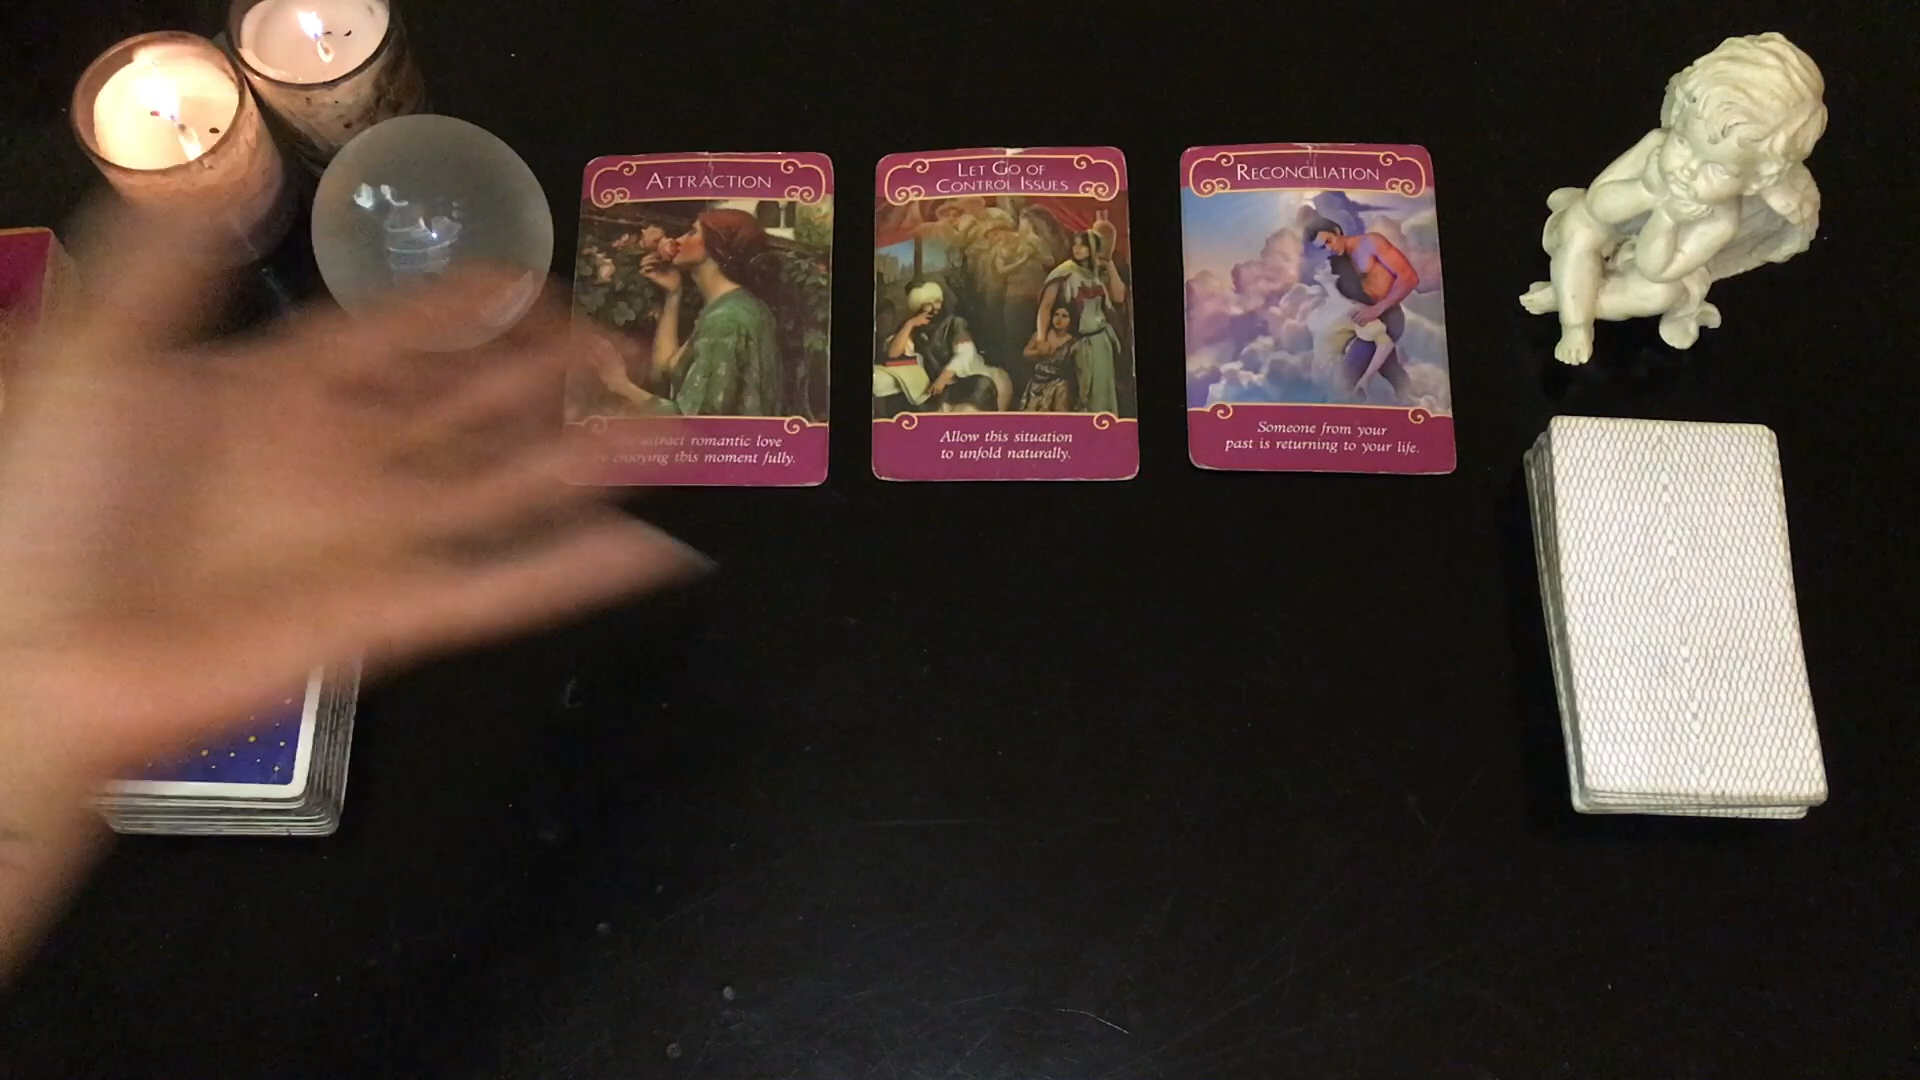 ATTRACTION
attract romantic love
enjoying this moment fully.
LET GO OF
CONTROL ISSUES
Allow this situation
to unfold naturally.
RECONCILIATION
Someone from your
past is returning to your life.